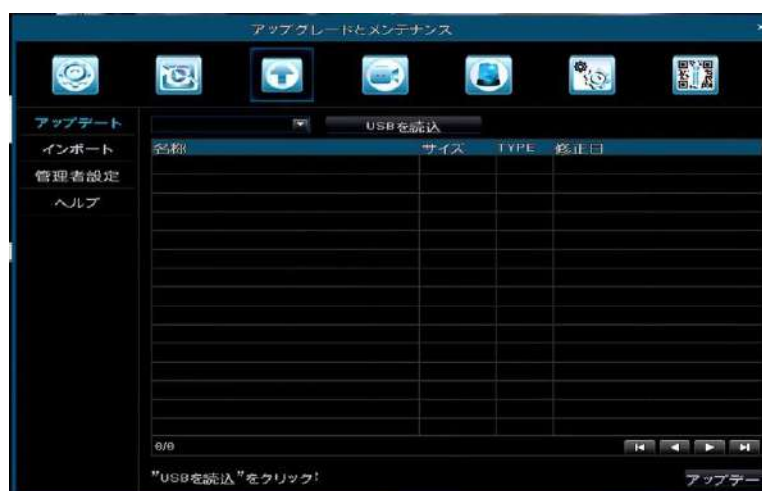 アップグレードとメンテナンス
アップデート
USBを読込
インポート
名称 サイズ TYPE 修正日
管理者設定
ヘルプ
0/0
"USBを読込"をクリック!
アップデー